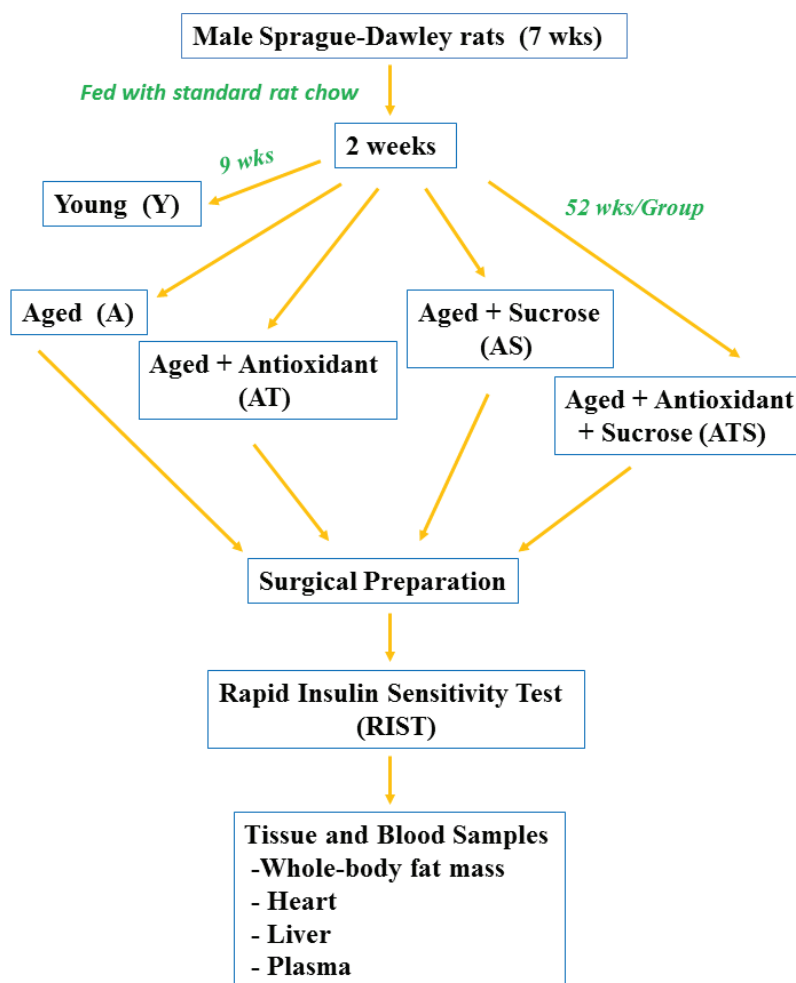 Male Sprague-Dawley rats (7 wks)
Fed with standard rat chow
2 weeks
9 wks
Young (Y)
52 wks/Group
Aged (A)
Aged + Antioxidant
(AT)
Aged + Sucrose
(AS)
Aged + Antioxidant
+ Sucrose (ATS)
Surgical Preparation
Rapid Insulin Sensitivity Test
(RIST)
Tissue and Blood Samples
-Whole-body fat mass
- Heart
- Liver
- Plasma